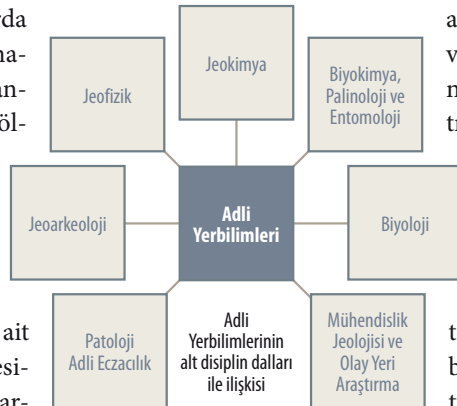 Jeokimya
Jeofizik
Biyokimya,
Palinoloji ve
Entomoloji
Jeoarkeoloji
Adli
Yerbilimleri
Biyoloji
Patoloji
Adli Eczacılık
Adli
Yerbilimlerinin
alt disiplin dalları
ile ilişkisi
Mühendislik
Jeolojisi ve
Olay Yeri
Araştırma
ait